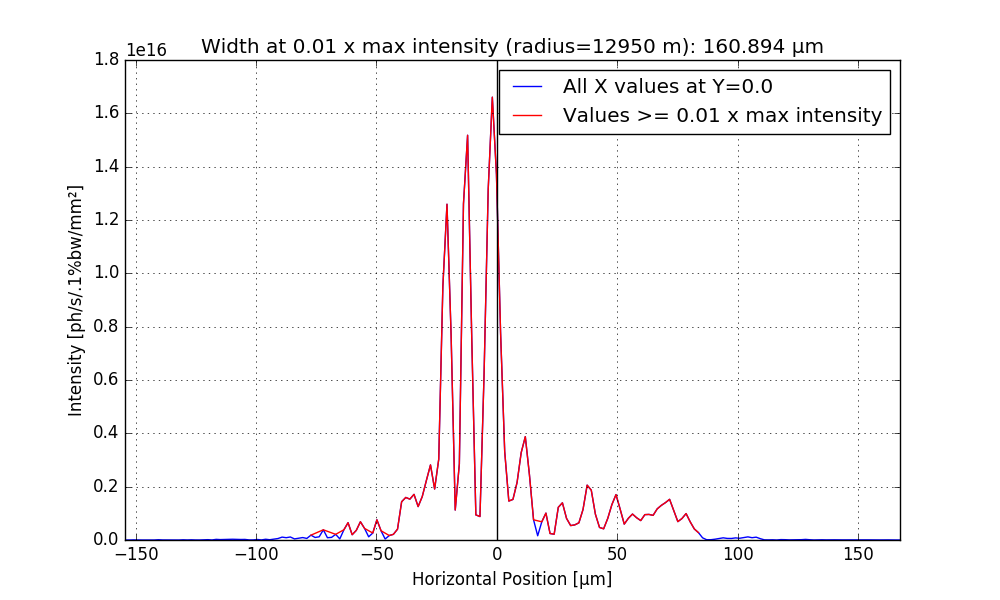 Width at 0.01 x max intensity (radius=12950 m): 160.894 µm
1e16
All X values at Y=0.0
Values >= 0.01 x max intensity
1.8
1.6
1.4
1.2
1.0
0.8
0.6
0.4
0.2
0.0
Intensity [ph/s/.1%bw/mm²]
−150 −100 −50 0 50 100 150
Horizontal Position [µm]